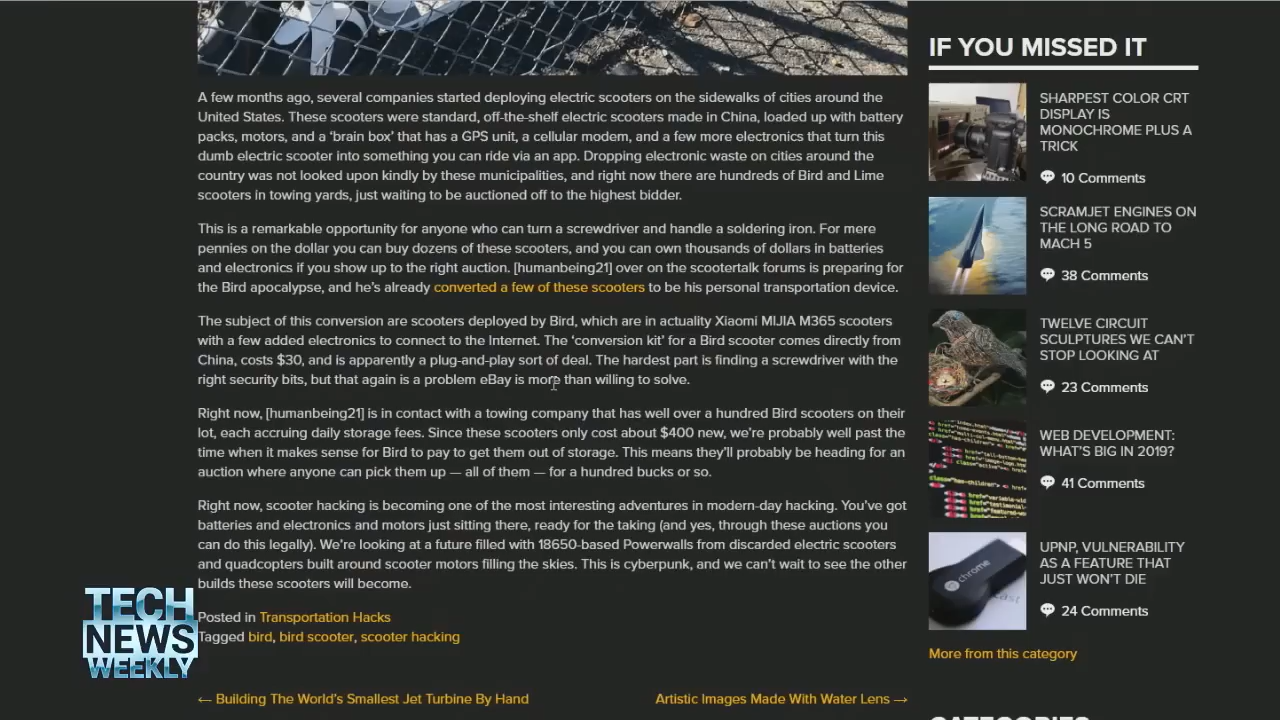 A few months ago, several companies started deploying electric scooters on the sidewalks of cities around the
United States. These scooters were standard, off-the-shelf electric scooters made in China, loaded up with battery
packs, motors, and a ‘brain box’ that has a GPS unit, a cellular modem, and a few more electronics that turn this
dumb electric scooter into something you can ride via an app. Dropping electronic waste on cities around the
country was not looked upon kindly by these municipalities, and right now there are hundreds of Bird and Lime
scooters in towing yards, just waiting to be auctioned off to the highest bidder.
This is a remarkable opportunity for anyone who can turn a screwdriver and handle a soldering iron. For mere
pennies on the dollar you can buy dozens of these scooters, and you can own thousands of dollars in batteries
and electronics if you show up to the right auction. [humanbeing21] over on the scootertalk forums is preparing for
the Bird apocalypse, and he’s already converted a few of these scooters to be his personal transportation device.
The subject of this conversion are scooters deployed by Bird, which are in actuality Xiaomi MIJIA M365 scooters
with a few added electronics to connect to the Internet. The ‘conversion kit’ for a Bird scooter comes directly from
China, costs $30, and is apparently a plug-and-play sort of deal. The hardest part is finding a screwdriver with the
right security bits, but that again is a problem eBay is more than willing to solve.
Right now, [humanbeing21] is in contact with a towing company that has well over a hundred Bird scooters on their
lot, each accruing daily storage fees. Since these scooters only cost about $400 new, we’re probably well past the
time when it makes sense for Bird to pay to get them out of storage. This means they’ll probably be heading for an
auction where anyone can pick them up — all of them — for a hundred bucks or so.
Right now, scooter hacking is becoming one of the most interesting adventures in modern-day hacking. You’ve got
batteries and electronics and motors just sitting there, ready for the taking (and yes, through these auctions you
can do this legally). We’re looking at a future filled with 18650-based Powerwalls from discarded electric scooters
and quadcopters built around scooter motors filling the skies. This is cyberpunk, and we can’t wait to see the other
builds these scooters will become.
Posted in Transportation Hacks
Tagged bird, bird scooter, scooter hacking
← Building The World’s Smallest Jet Turbine By Hand
Artistic Images Made With Water Lens →
TECH
NEWS
WEEKLY
IF YOU MISSED IT
SHARPEST COLOR CRT
DISPLAY IS
MONOCHROME PLUS A
TRICK
10 Comments
SCRAMJET ENGINES ON
THE LONG ROAD TO
MACH 5
38 Comments
TWELVE CIRCUIT
SCULPTURES WE CAN’T
STOP LOOKING AT
23 Comments
WEB DEVELOPMENT:
WHAT’S BIG IN 2019?
41 Comments
chrome
UPNP, VULNERABILITY
AS A FEATURE THAT
JUST WON’T DIE
24 Comments
More from this category
CATEGORIES